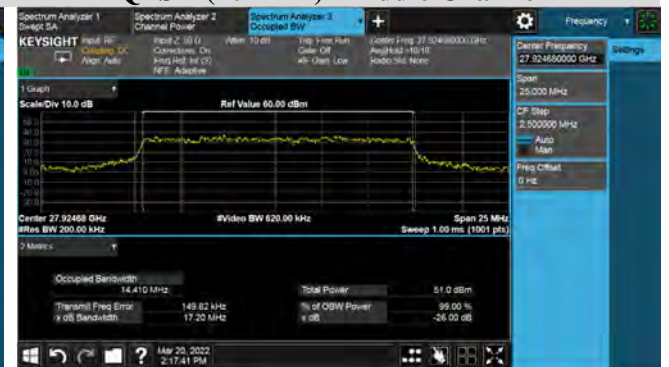 Spectrum Analyzer 1
Swept SA
Spectrum Analyzer 2
Channel Power
Spectrum Analyzer 3
Occupied BW
Frequency
KEYSIGHT Input: RF
Coupling: DC
Align: Auto
Input Z: 50 Ω
Corrections: On
Freq Ref: Int (S)
NFE: Adaptive
Atten: 10 dB
Trig: Free Run
Gate: Off
#IF Gain: Low
Center Freq: 27.924680000 GHz
Avg|Hold: >10/10
Radio Std: None
Center Frequency
27.924680000 GHz
Settings
Span
25.000 MHz
CF Step
2.500000 MHz
Auto
Man
Freq Offset
0 Hz
1 Graph
Scale/Div 10.0 dB
Ref Value 60.00 dBm
Center 27.92468 GHz
#Res BW 200.00 kHz
#Video BW 620.00 kHz
Span 25 MHz
Sweep 1.00 ms (1001 pts)
2 Metrics
Occupied Bandwidth
14.410 MHz
Total Power
51.0 dBm
Transmit Freq Error
149.82 kHz
% of OBW Power
99.00 %
x dB Bandwidth
17.20 MHz
x dB
-26.00 dB
Mar 20, 2022
2:17:41 PM